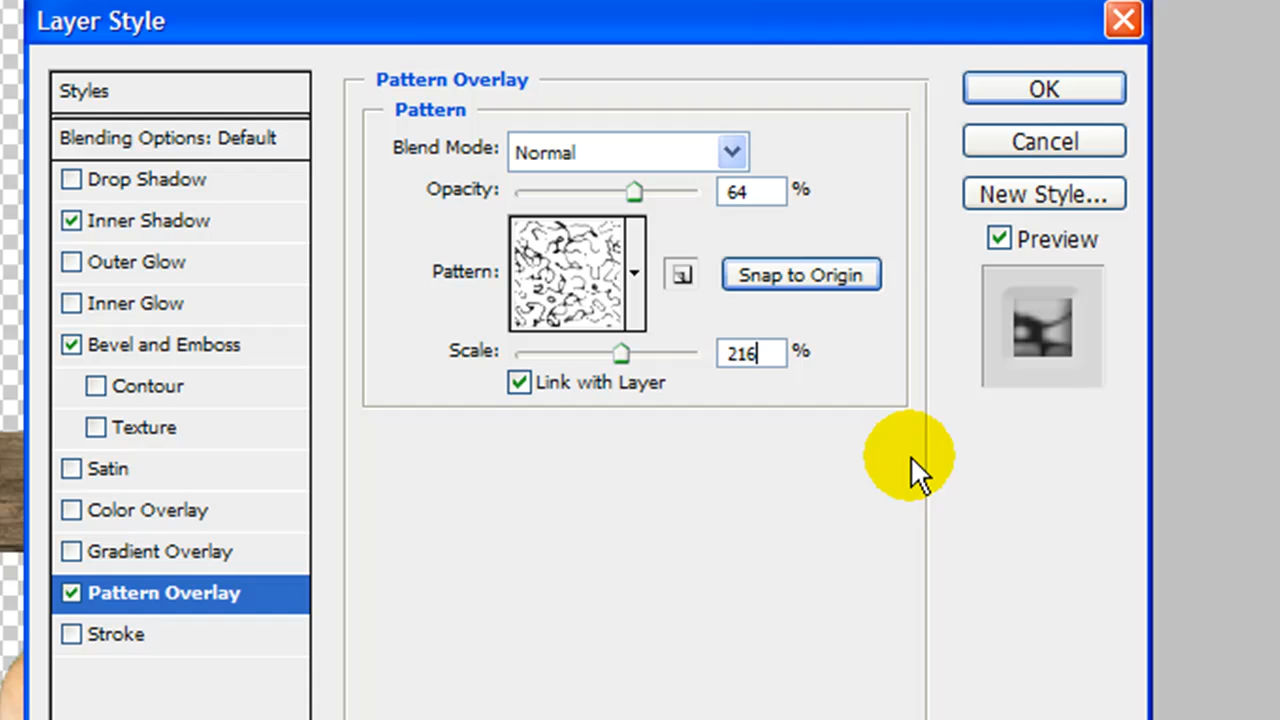 Layer Style
Styles
Blending Options: Default
Drop Shadow
Inner Shadow
Outer Glow
Inner Glow
Bevel and Emboss
Contour
Texture
Satin
Color Overlay
Gradient Overlay
Pattern Overlay
Stroke
Pattern Overlay
Pattern
Blend Mode: Normal
Opacity: 64 %
Pattern: Snap to Origin
Scale: 216 %
Link with Layer
OK
Cancel
New Style...
Preview